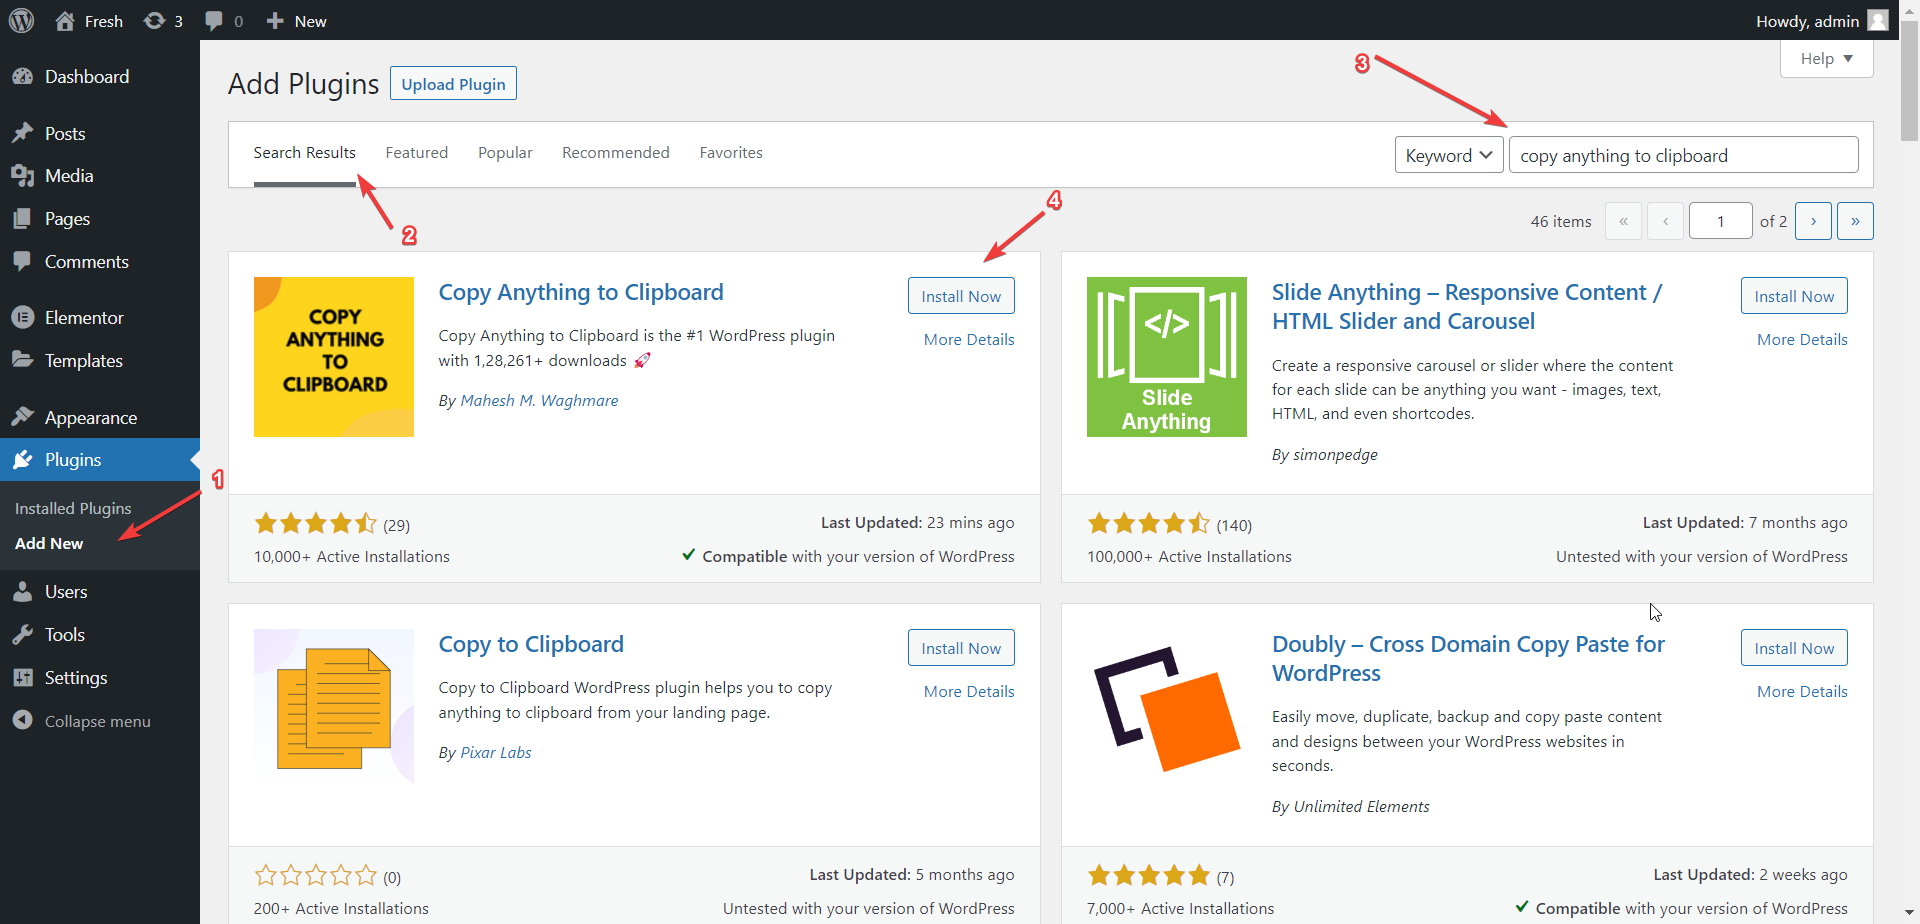 Fresh 3 0 New
Howdy, admin
Dashboard
Posts
Media
Pages
Comments
Elementor
Templates
Appearance
Plugins
Installed Plugins
Add New
Users
Tools
Settings
Collapse menu
1
Help
Add Plugins
Upload Plugin
3
Search Results Featured Popular Recommended Favorites
Keyword copy anything to clipboard
2
4
46 items « ‹ 1 of 2 › »
COPY
ANYTHING
TO
CLIPBOARD
Copy Anything to Clipboard
Install Now
More Details
Copy Anything to Clipboard is the #1 WordPress plugin
with 1,28,261+ downloads 🚀
By Mahesh M. Waghmare
(29)
Last Updated: 23 mins ago
10,000+ Active Installations
✔ Compatible with your version of WordPress
</>
Slide
Anything
Slide Anything – Responsive Content /
HTML Slider and Carousel
Install Now
More Details
Create a responsive carousel or slider where the content
for each slide can be anything you want - images, text,
HTML, and even shortcodes.
By simonpedge
(140)
Last Updated: 7 months ago
100,000+ Active Installations
Untested with your version of WordPress
Copy to Clipboard
Install Now
More Details
Copy to Clipboard WordPress plugin helps you to copy
anything to clipboard from your landing page.
By Pixar Labs
(0)
Last Updated: 5 months ago
200+ Active Installations
Untested with your version of WordPress
Doubly – Cross Domain Copy Paste for
WordPress
Install Now
More Details
Easily move, duplicate, backup and copy paste content
and designs between your WordPress websites in
seconds.
By Unlimited Elements
(7)
Last Updated: 2 weeks ago
7,000+ Active Installations
✔ Compatible with your version of WordPress